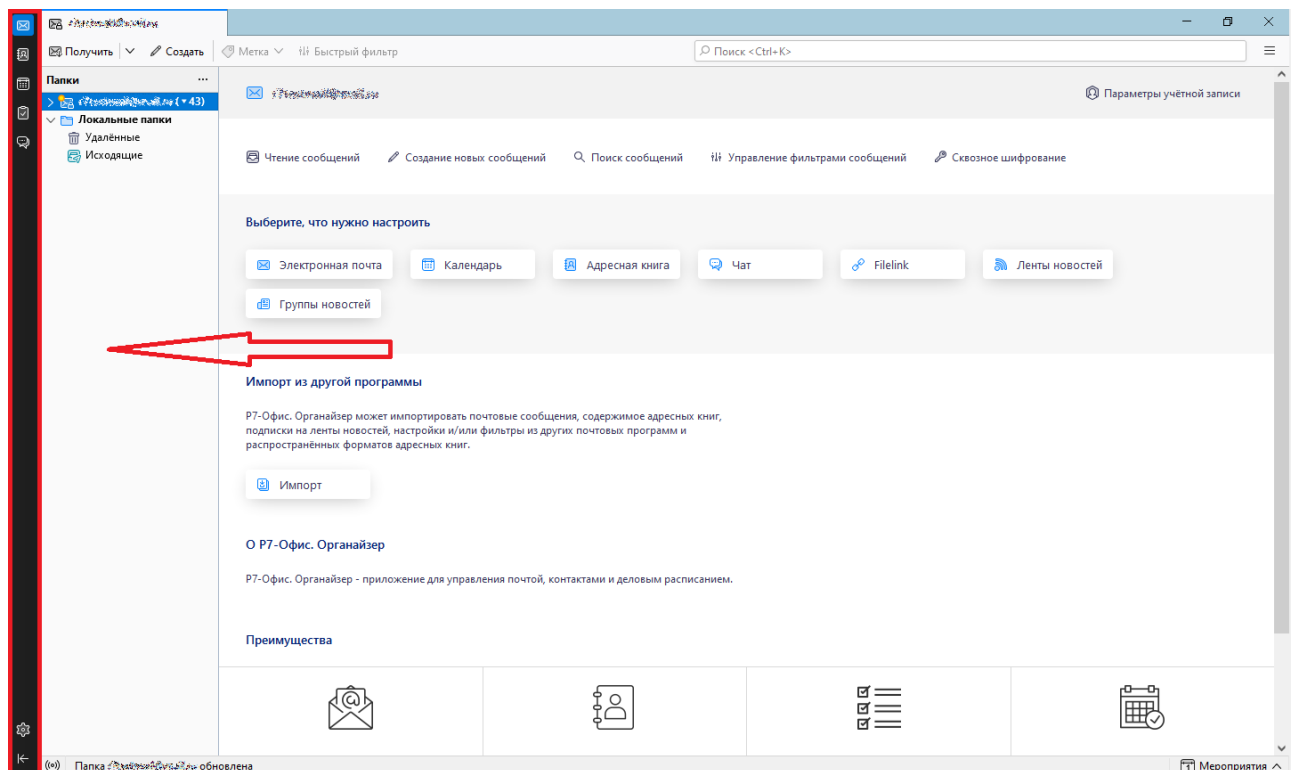 Получить Создать Метка Быстрый фильтр Поиск <Ctrl+K>
Папки ...
43)
Локальные папки
Удалённые
Исходящие
Параметры учётной записи
Чтение сообщений Создание новых сообщений Поиск сообщений Управление фильтрами сообщений Сквозное шифрование
Выберите, что нужно настроить
Электронная почта Календарь Адресная книга Чат Filelink Ленты новостей
Группы новостей
Импорт из другой программы
Р7-Офис. Органайзер может импортировать почтовые сообщения, содержимое адресных книг,
подписки на ленты новостей, настройки и/или фильтры из других почтовых программ и
распространённых форматов адресных книг.
Импорт
О Р7-Офис. Органайзер
Р7-Офис. Органайзер - приложение для управления почтой, контактами и деловым расписанием.
Преимущества
Папка обновлена Мероприятия